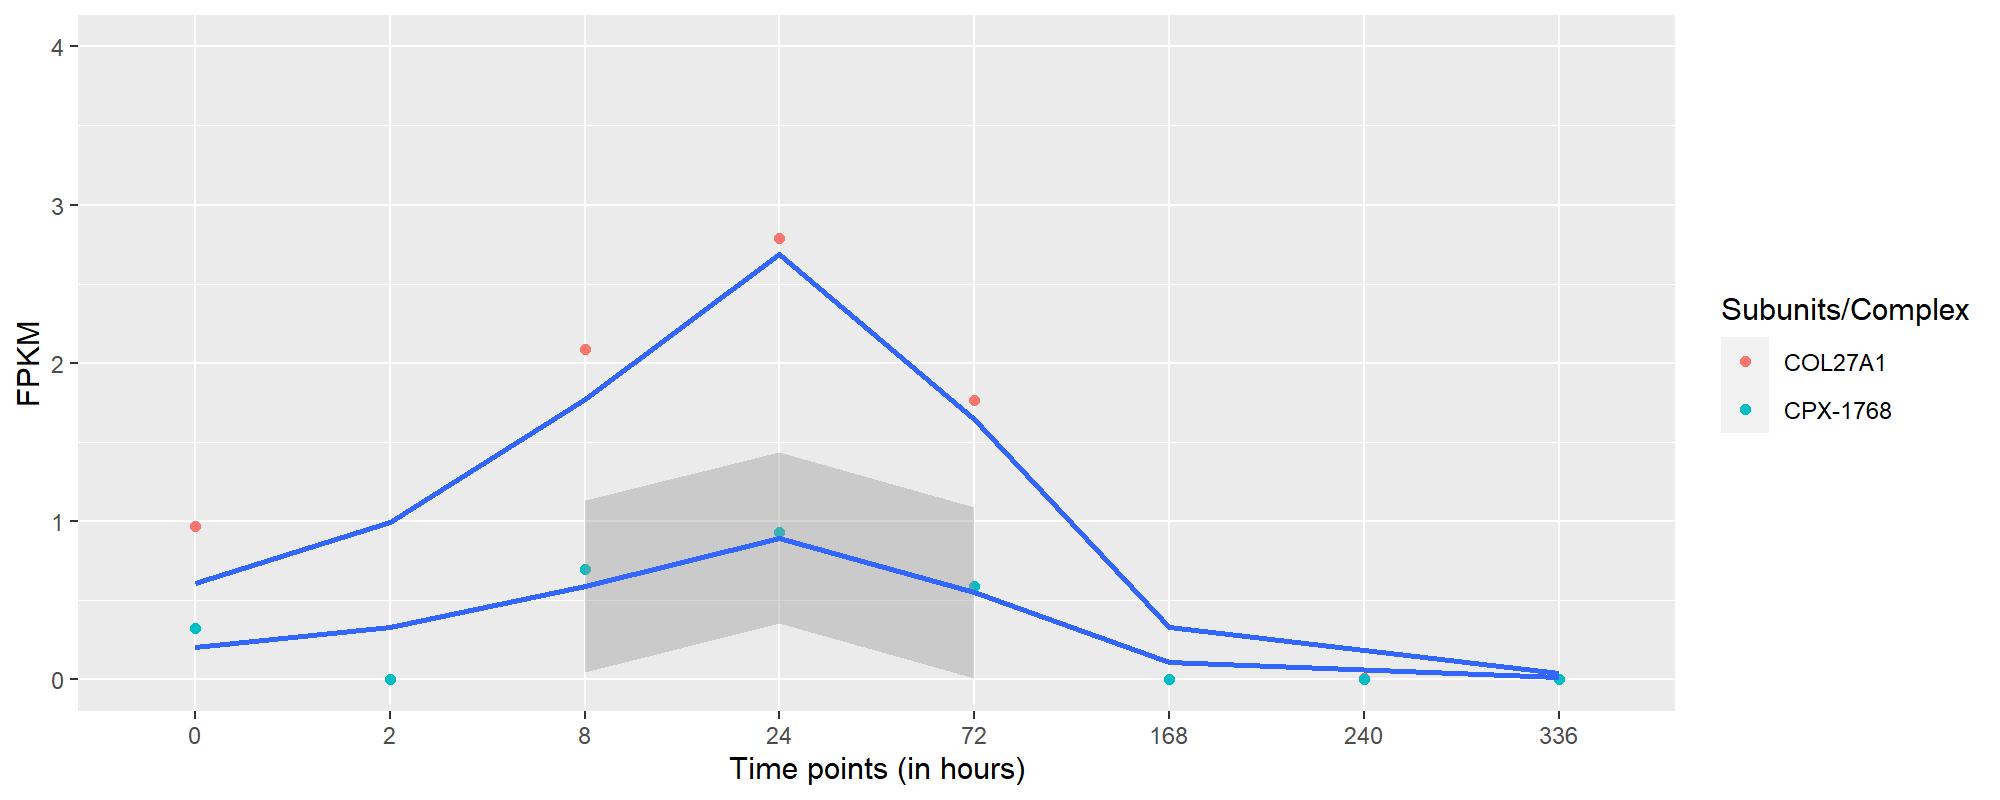 4
3
2
1
0
FPKM
0 2 8 24 72 168 240 336
Time points (in hours)
Subunits/Complex
COL27A1
CPX-1768